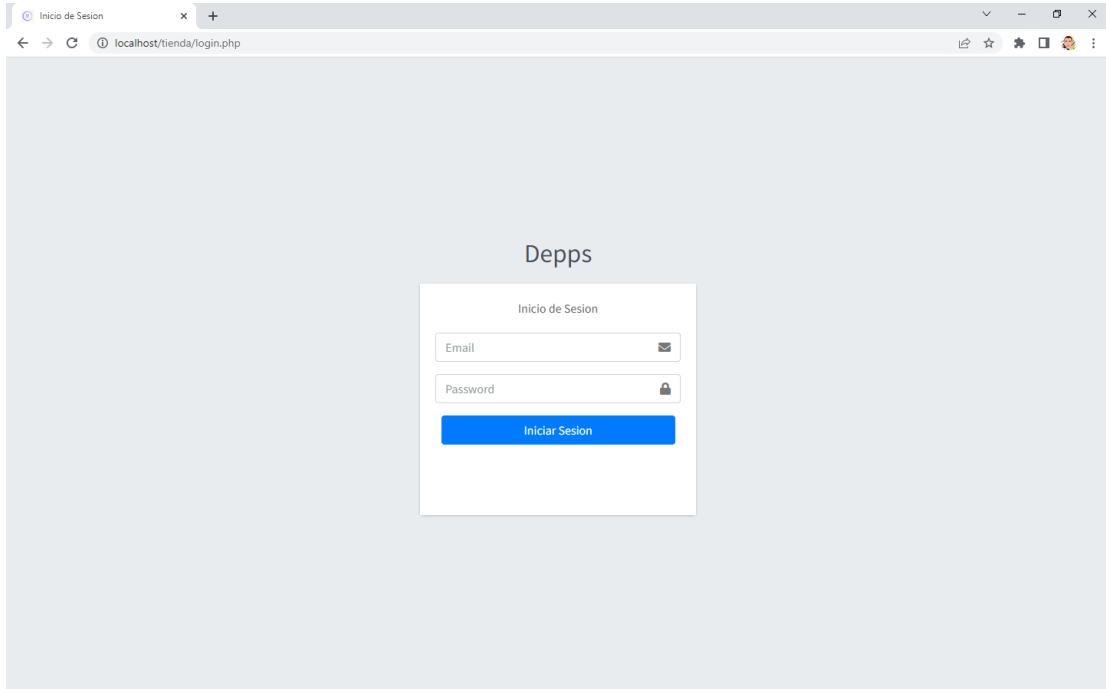 Inicio de Sesion
localhost/tienda/login.php
Depps
Inicio de Sesion
Email
Password
Iniciar Sesion